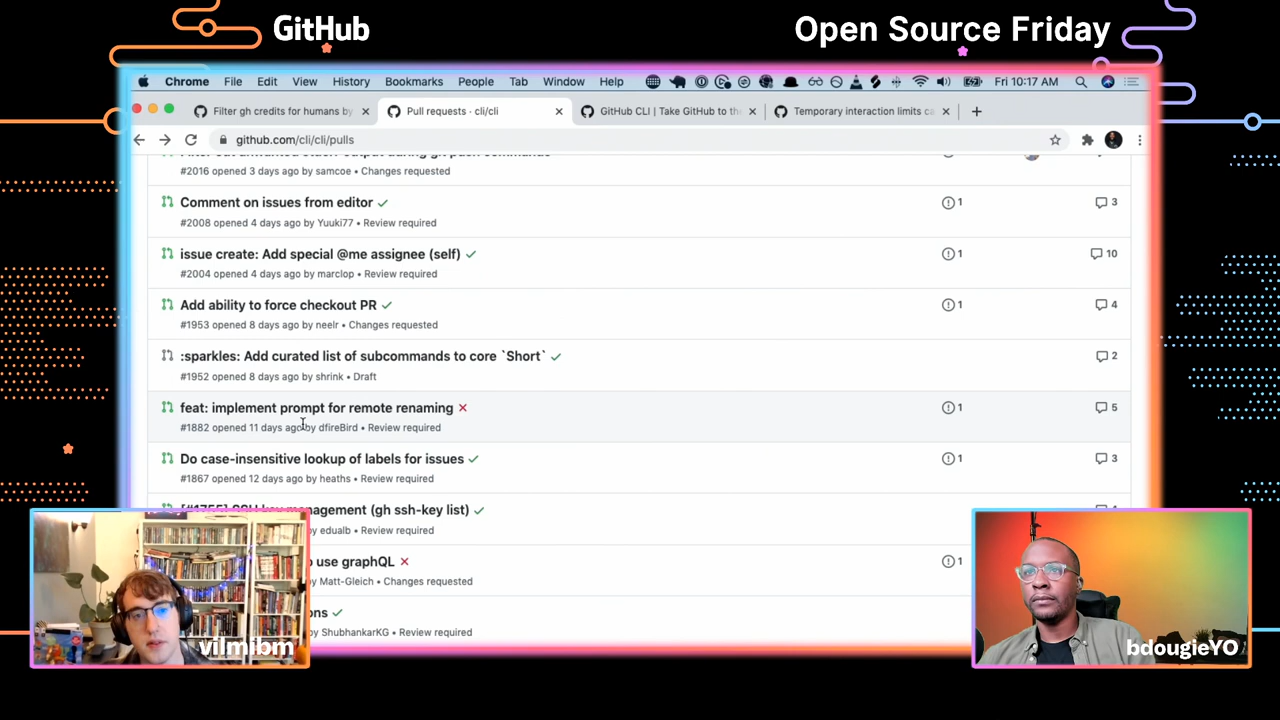 GitHub
Open Source Friday
Chrome File Edit View History Bookmarks People Tab Window Help Fri 10:17 AM
Filter gh credits for humans by
Pull requests · cli/cli
GitHub CLI | Take GitHub to the
Temporary interaction limits ca
github.com/cli/cli/pulls
#2016 opened 3 days ago by samcoe • Changes requested
Comment on issues from editor
1
3
#2008 opened 4 days ago by Yuuki77 • Review required
issue create: Add special @me assignee (self)
1
10
#2004 opened 4 days ago by marclop • Review required
Add ability to force checkout PR
1
4
#1953 opened 8 days ago by neelr • Changes requested
:sparkles: Add curated list of subcommands to core `Short`
2
#1952 opened 8 days ago by shrink • Draft
feat: implement prompt for remote renaming
1
5
#1882 opened 11 days ago by dfireBird • Review required
Do case-insensitive lookup of labels for issues
1
3
#1867 opened 12 days ago by heaths • Review required
management (gh ssh-key list)
by edualb • Review required
use graphQL
1
by Matt-Gleich • Changes requested
ons
by ShubhankarKG • Review required
vilmibm
bdougieYO